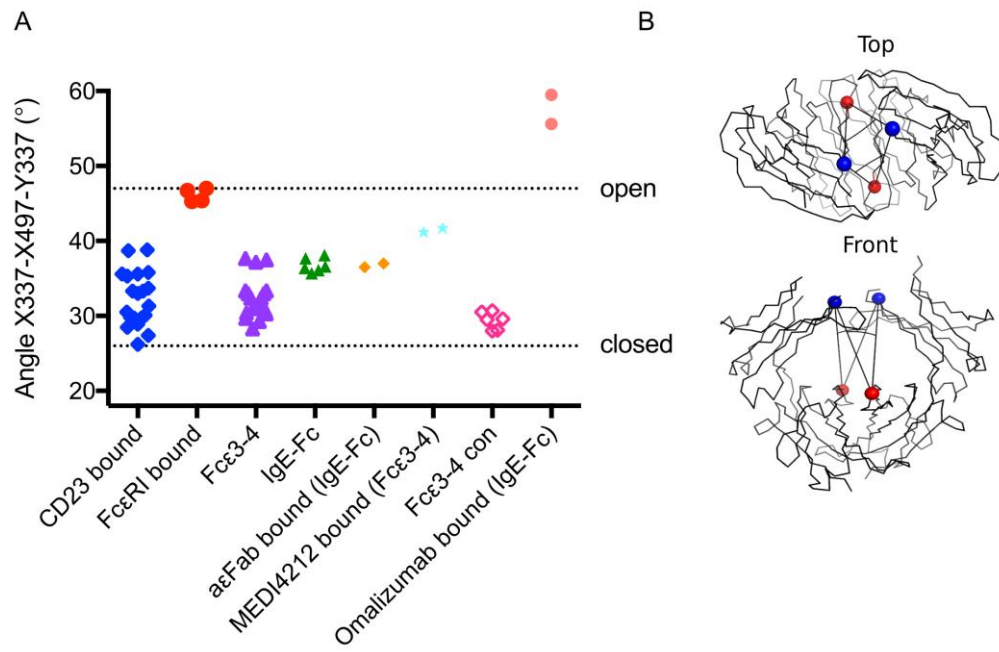 A
Angle X337-X497-Y337 (°)
60
50
40
30
20
open
closed
CD23 bound
FcεRI bound
Fcε3-4
IgE-Fc
aεFab bound (IgE-Fc)
MEDI4212 bound (Fcε3-4)
Fcε3-4 con
Omalizumab bound (IgE-Fc)
B
Top
Front